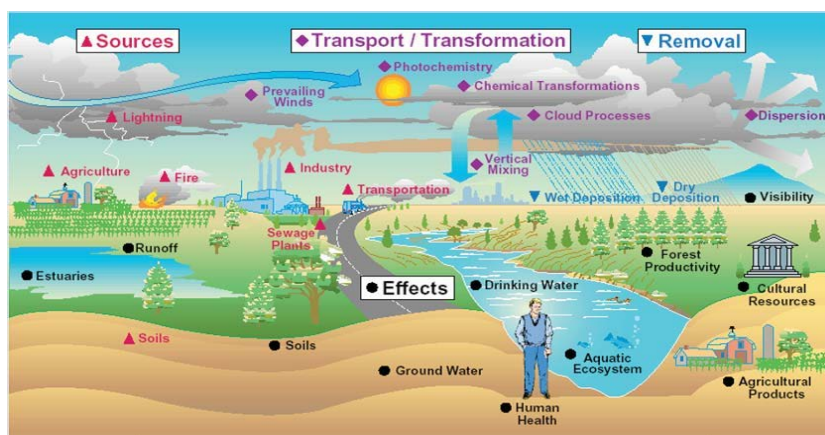 Sources
Transport / Transformation
Removal
Photochemistry
Prevailing
Winds
Chemical Transformations
Lightning
Cloud Processes
Dispersion
Agriculture
Fire
Industry
Vertical
Mixing
Transportation
Wet Deposition
Dry
Deposition
Visibility
Sewage
Plants
Runoff
Estuaries
Forest
Productivity
Effects
Drinking Water
Cultural
Resources
Soils
Soils
Ground Water
Aquatic
Ecosystem
Agricultural
Products
Human
Health